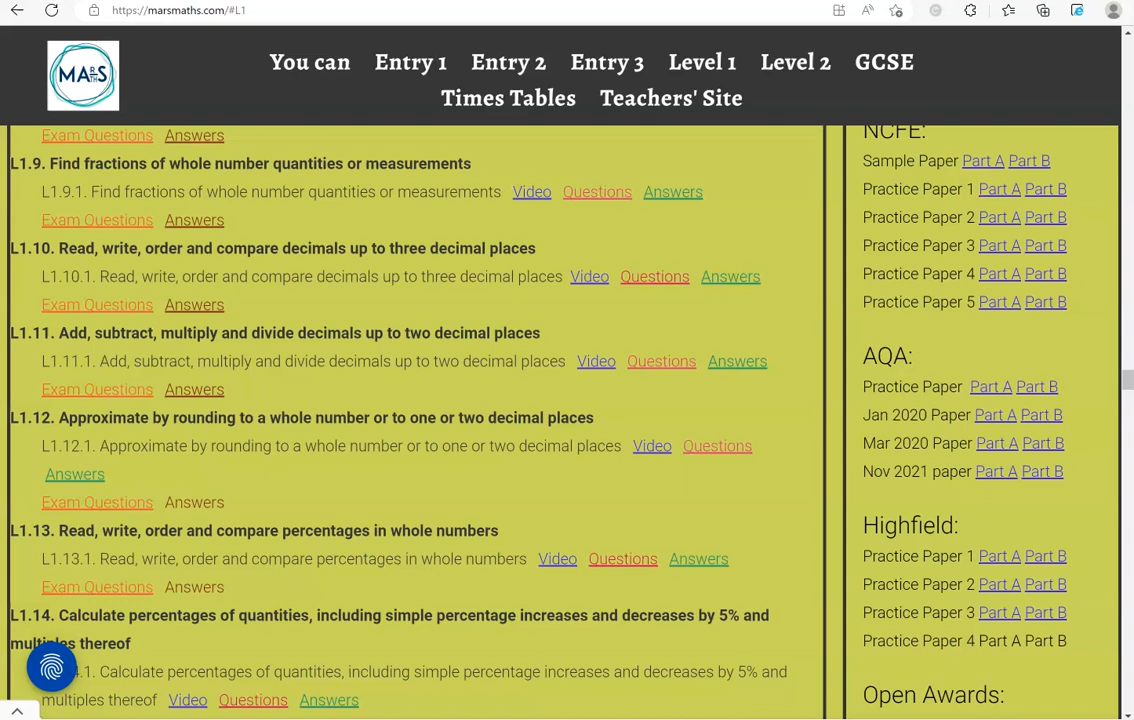 https://marsmaths.com/#L1
MARS
MATH
You can Entry 1 Entry 2 Entry 3 Level 1 Level 2 GCSE
Times Tables Teachers' Site
Exam Questions Answers
L1.9. Find fractions of whole number quantities or measurements
L1.9.1. Find fractions of whole number quantities or measurements Video Questions Answers
Exam Questions Answers
L1.10. Read, write, order and compare decimals up to three decimal places
L1.10.1. Read, write, order and compare decimals up to three decimal places Video Questions Answers
Exam Questions Answers
L1.11. Add, subtract, multiply and divide decimals up to two decimal places
L1.11.1. Add, subtract, multiply and divide decimals up to two decimal places Video Questions Answers
Exam Questions Answers
L1.12. Approximate by rounding to a whole number or to one or two decimal places
L1.12.1. Approximate by rounding to a whole number or to one or two decimal places Video Questions
Answers
Exam Questions Answers
L1.13. Read, write, order and compare percentages in whole numbers
L1.13.1. Read, write, order and compare percentages in whole numbers Video Questions Answers
Exam Questions Answers
L1.14. Calculate percentages of quantities, including simple percentage increases and decreases by 5% and
multiples thereof
4.1. Calculate percentages of quantities, including simple percentage increases and decreases by 5% and
multiples thereof Video Questions Answers
NCFE:
Sample Paper Part A Part B
Practice Paper 1 Part A Part B
Practice Paper 2 Part A Part B
Practice Paper 3 Part A Part B
Practice Paper 4 Part A Part B
Practice Paper 5 Part A Part B
AQA:
Practice Paper Part A Part B
Jan 2020 Paper Part A Part B
Mar 2020 Paper Part A Part B
Nov 2021 paper Part A Part B
Highfield:
Practice Paper 1 Part A Part B
Practice Paper 2 Part A Part B
Practice Paper 3 Part A Part B
Practice Paper 4 Part A Part B
Open Awards: